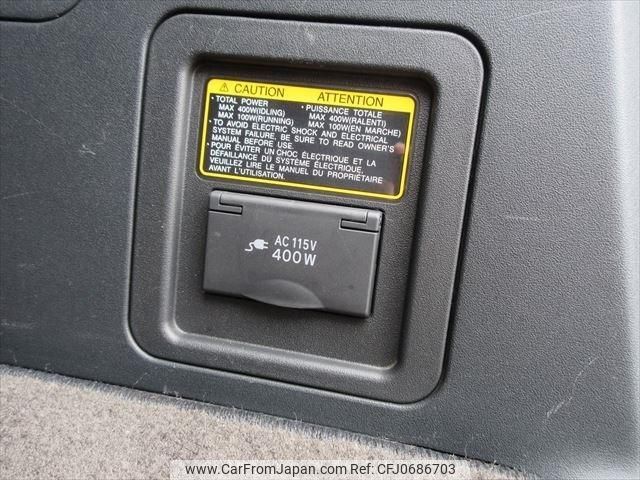 ⚠ CAUTION ATTENTION
• TOTAL POWER
MAX 400W(IDLING)
MAX 100W(RUNNING)
• PUISSANCE TOTALE
MAX 400W(RALENTI)
MAX 100W(EN MARCHE)
• TO AVOID ELECTRIC SHOCK AND ELECTRICAL
SYSTEM FAILURE, BE SURE TO READ OWNER'S
MANUAL BEFORE USE.
• POUR ÉVITER UN CHOC ÉLECTRIQUE ET LA
DÉFAILLANCE DU SYSTÈME ÉLECTRIQUE,
VEUILLEZ LIRE LE MANUEL DU PROPRIÉTAIRE
AVANT L'UTILISATION.
AC 115V
400W
www.CarFromJapan.com Ref:CFJ0686703